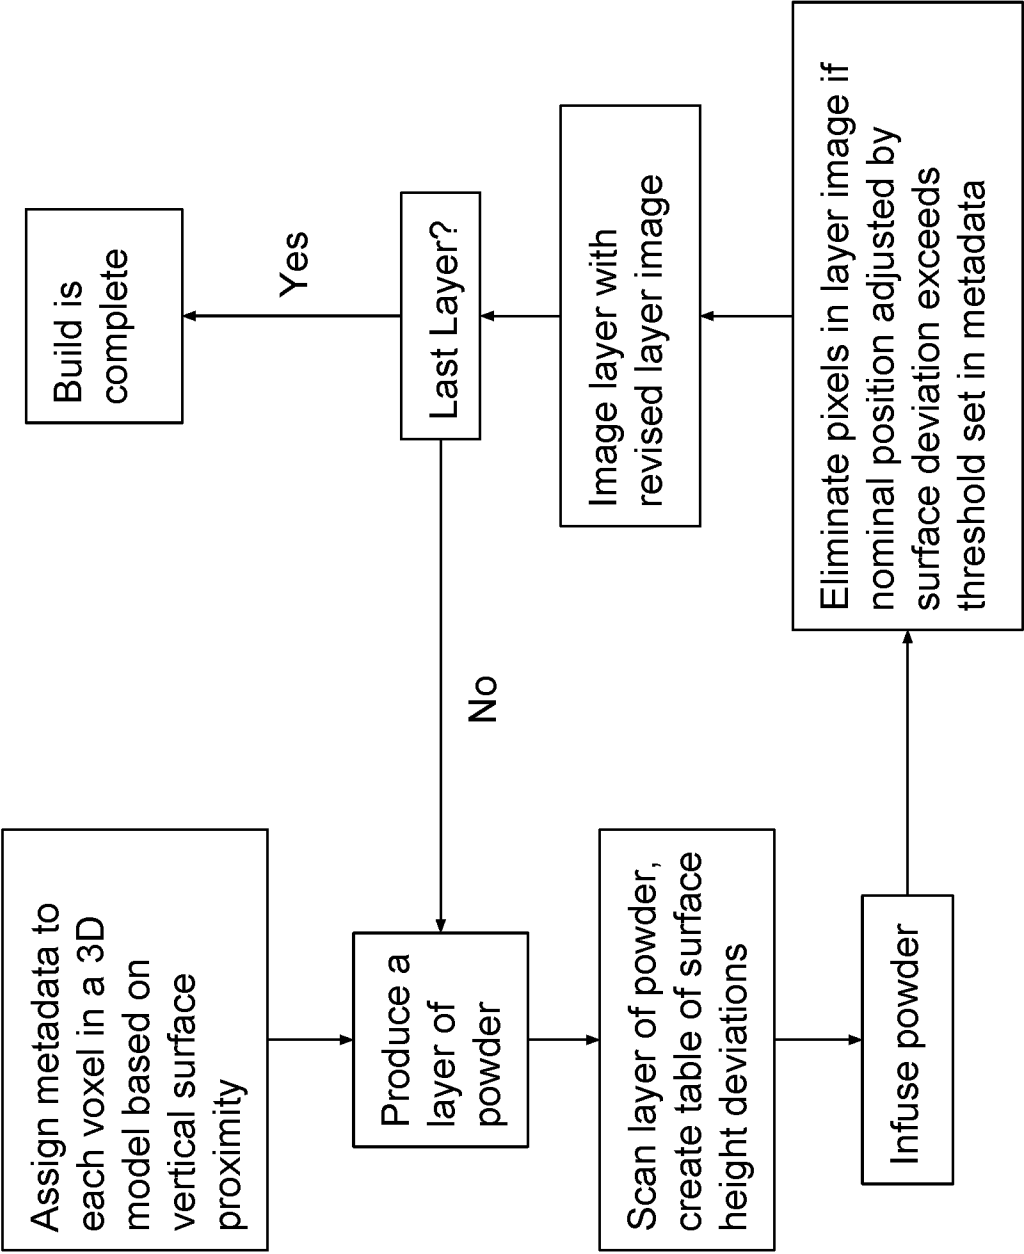 Assign metadata to
each voxel in a 3D
model based on
vertical surface
proximity
Produce a
layer of
powder
Scan layer of powder,
create table of surface
height deviations
Infuse powder
Eliminate pixels in layer image if
nominal position adjusted by
surface deviation exceeds
threshold set in metadata
Image layer with
revised layer image
Last Layer?
No
Yes
Build is
complete